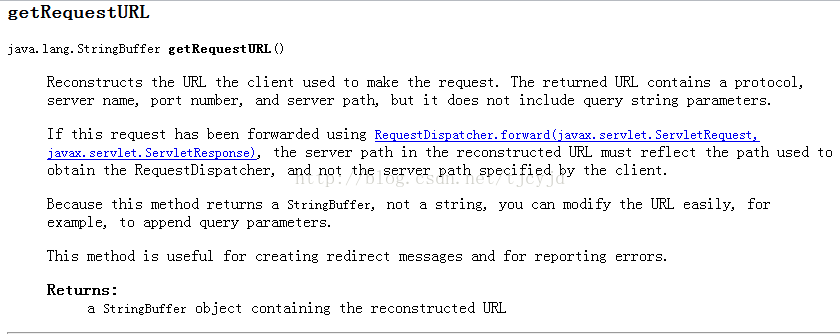 getRequestURL
java.lang.StringBuffer getRequestURL()
Reconstructs the URL the client used to make the request. The returned URL contains a protocol,
server name, port number, and server path, but it does not include query string parameters.
If this request has been forwarded using RequestDispatcher.forward(javax.servlet.ServletRequest,
javax.servlet.ServletResponse), the server path in the reconstructed URL must reflect the path used to
obtain the RequestDispatcher, and not the server path specified by the client.
http://blog.csdn.net/tjcyjd
Because this method returns a StringBuffer, not a string, you can modify the URL easily, for
example, to append query parameters.
This method is useful for creating redirect messages and for reporting errors.
Returns:
a StringBuffer object containing the reconstructed URL